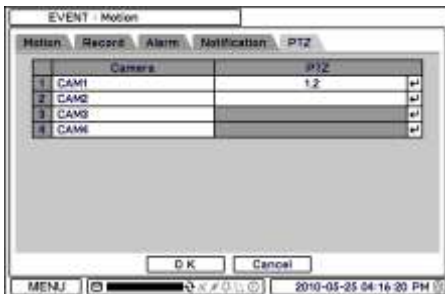 EVENT : Motion
Motion Record Alarm Notification PTZ
Camera PTZ
1 CAM1 1,2
2 CAM2
3 CAM3
4 CAM4
OK Cancel
MENU 2010-05-25 04:16:20 PM